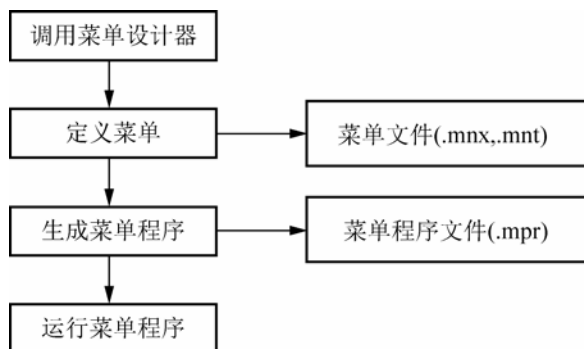 调用菜单设计器
定义菜单
菜单文件(.mnx,.mnt)
生成菜单程序
菜单程序文件(.mpr)
运行菜单程序